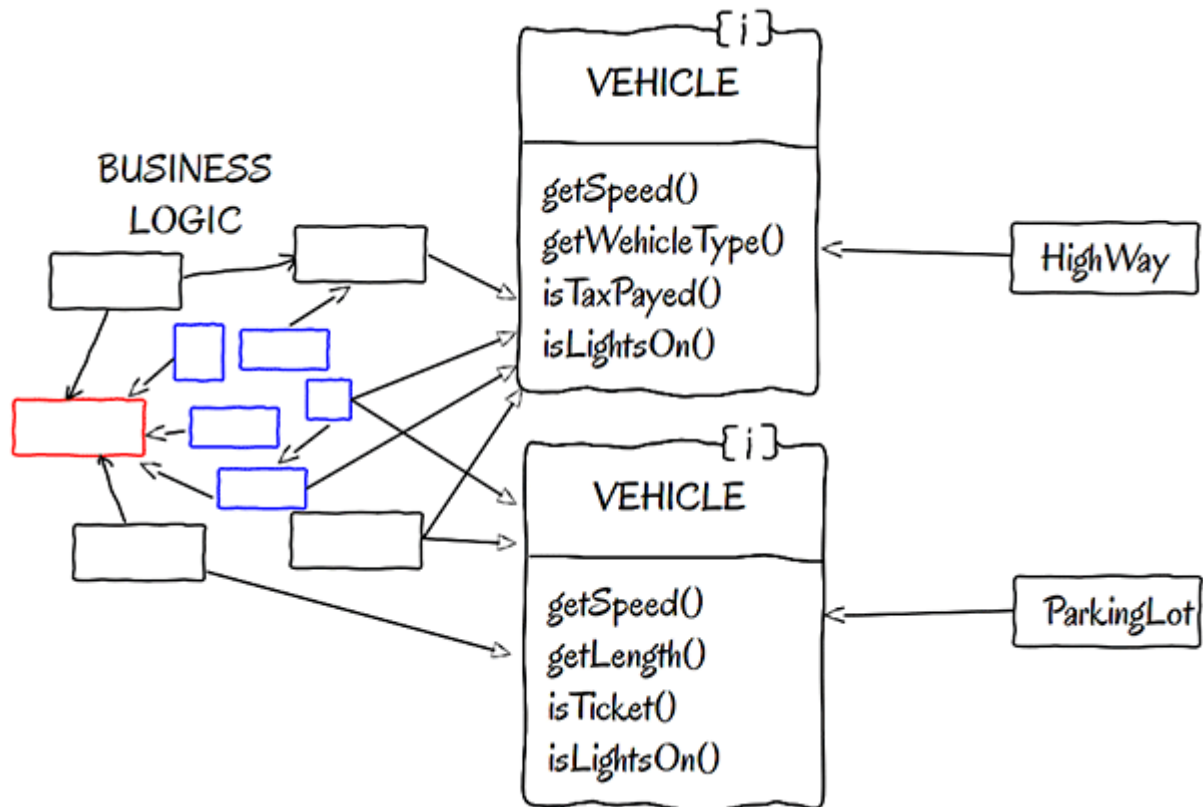 [i]
VEHICLE
BUSINESS
LOGIC
getSpeed()
getWehicleType()
isTaxPayed()
isLightsOn()
HighWay
[i]
VEHICLE
getSpeed()
getLength()
isTicket()
isLightsOn()
ParkingLot